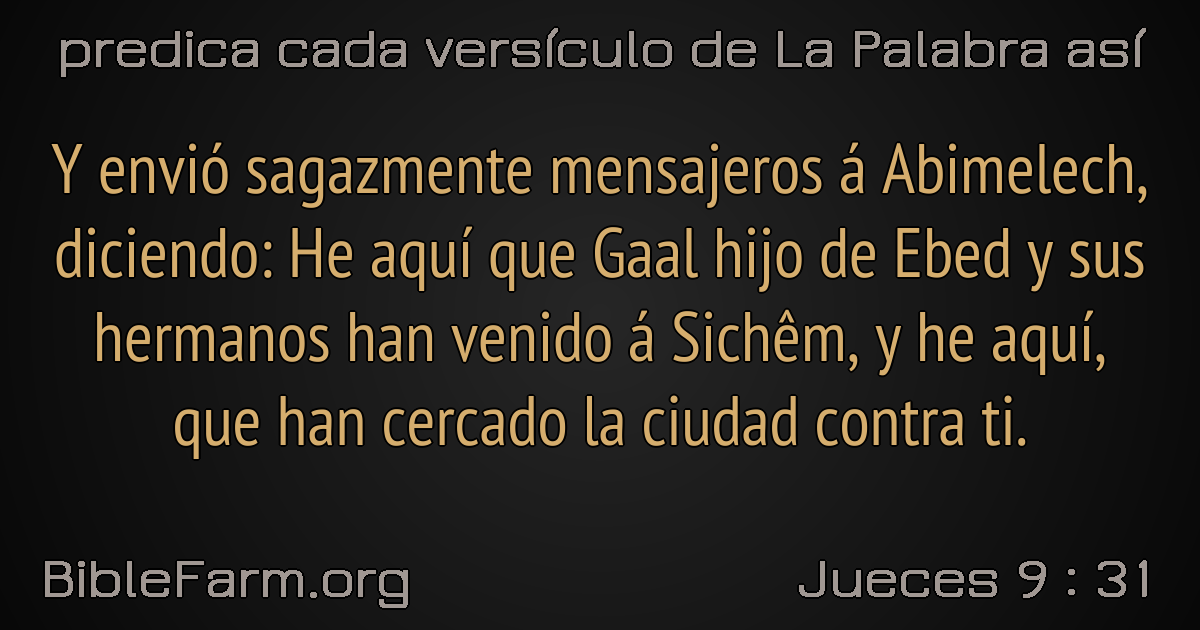 predica cada versículo de La Palabra así
Y envió sagazmente mensajeros á Abimelech,
diciendo: He aquí que Gaal hijo de Ebed y sus
hermanos han venido á Sichêm, y he aquí,
que han cercado la ciudad contra ti.
BibleFarm.org
Jueces 9 : 31